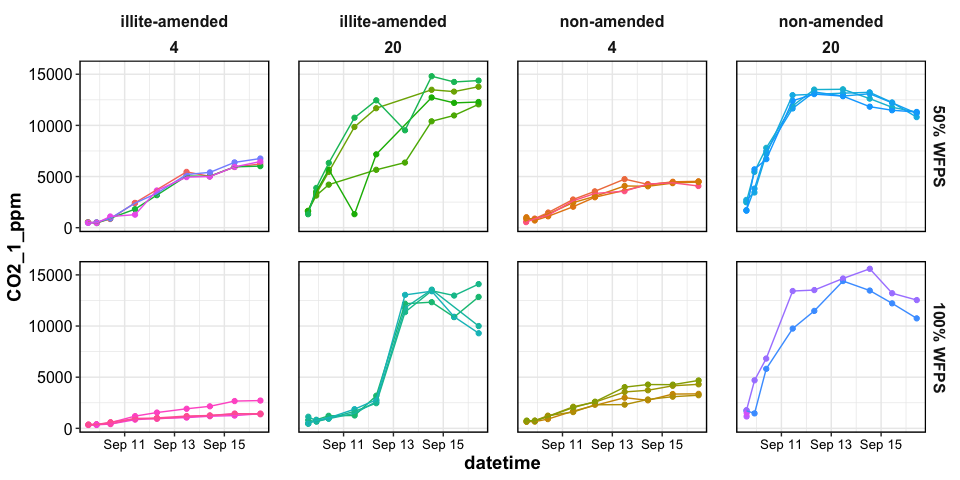 illite-amended illite-amended non-amended non-amended
4 20 4 20
15000
10000
5000
0
50% WFPS
15000
10000
5000
0
100% WFPS
CO2_1_ppm
Sep 11 Sep 13 Sep 15 Sep 11 Sep 13 Sep 15 Sep 11 Sep 13 Sep 15 Sep 11 Sep 13 Sep 15
datetime